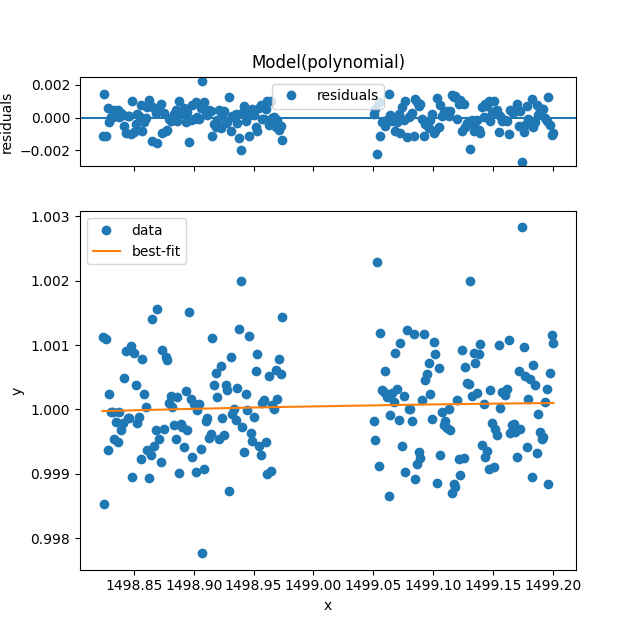 Model(polynomial)
0.002
0.000
−0.002
residuals
residuals
1.003
1.002
1.001
1.000
0.999
0.998
y
data
best-fit
1498.85 1498.90 1498.95 1499.00 1499.05 1499.10 1499.15 1499.20
x